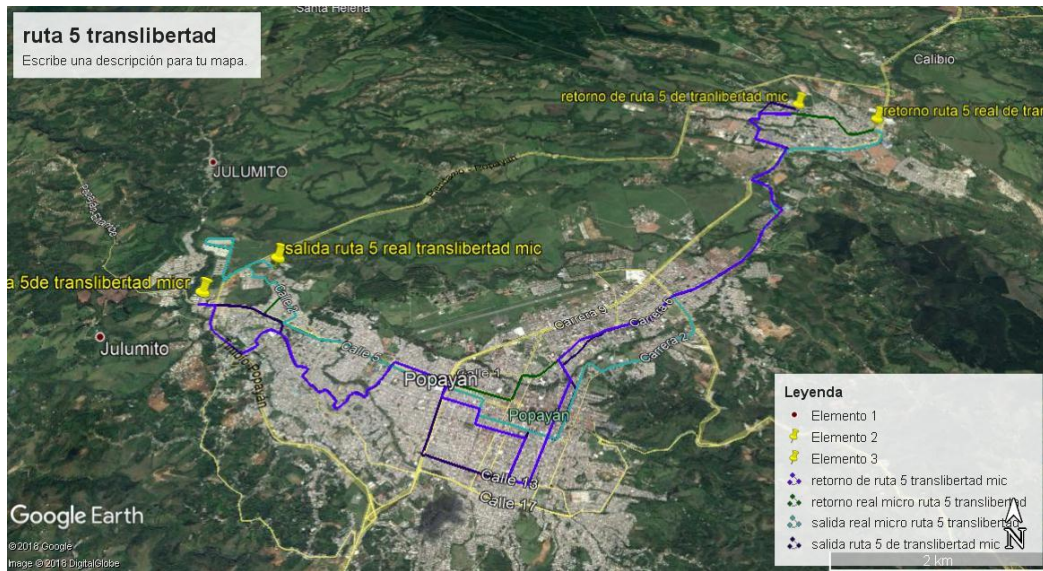 ruta 5 translibertad
Escribe una descripción para tu mapa.
Santa Helena
Calibío
retorno de ruta 5 de tranlibertad mic
retorno ruta 5 real de tran
JULUMITO
salida ruta 5 real translibertad mic
a 5de translibertad micr
Julumito
Calle 5
Carrera 9
Carrera 6
Carrera 2
Popayán
Calle 1
Popayán
Calle 13
Calle 17
Leyenda
Elemento 1
Elemento 2
Elemento 3
retorno de ruta 5 translibertad mic
retorno real micro ruta 5 translibertad
salida real micro ruta 5 translibertad
salida ruta 5 de translibertad mic
N
2 km
Google Earth
©2018 Google
Image © 2018 DigitalGlobe